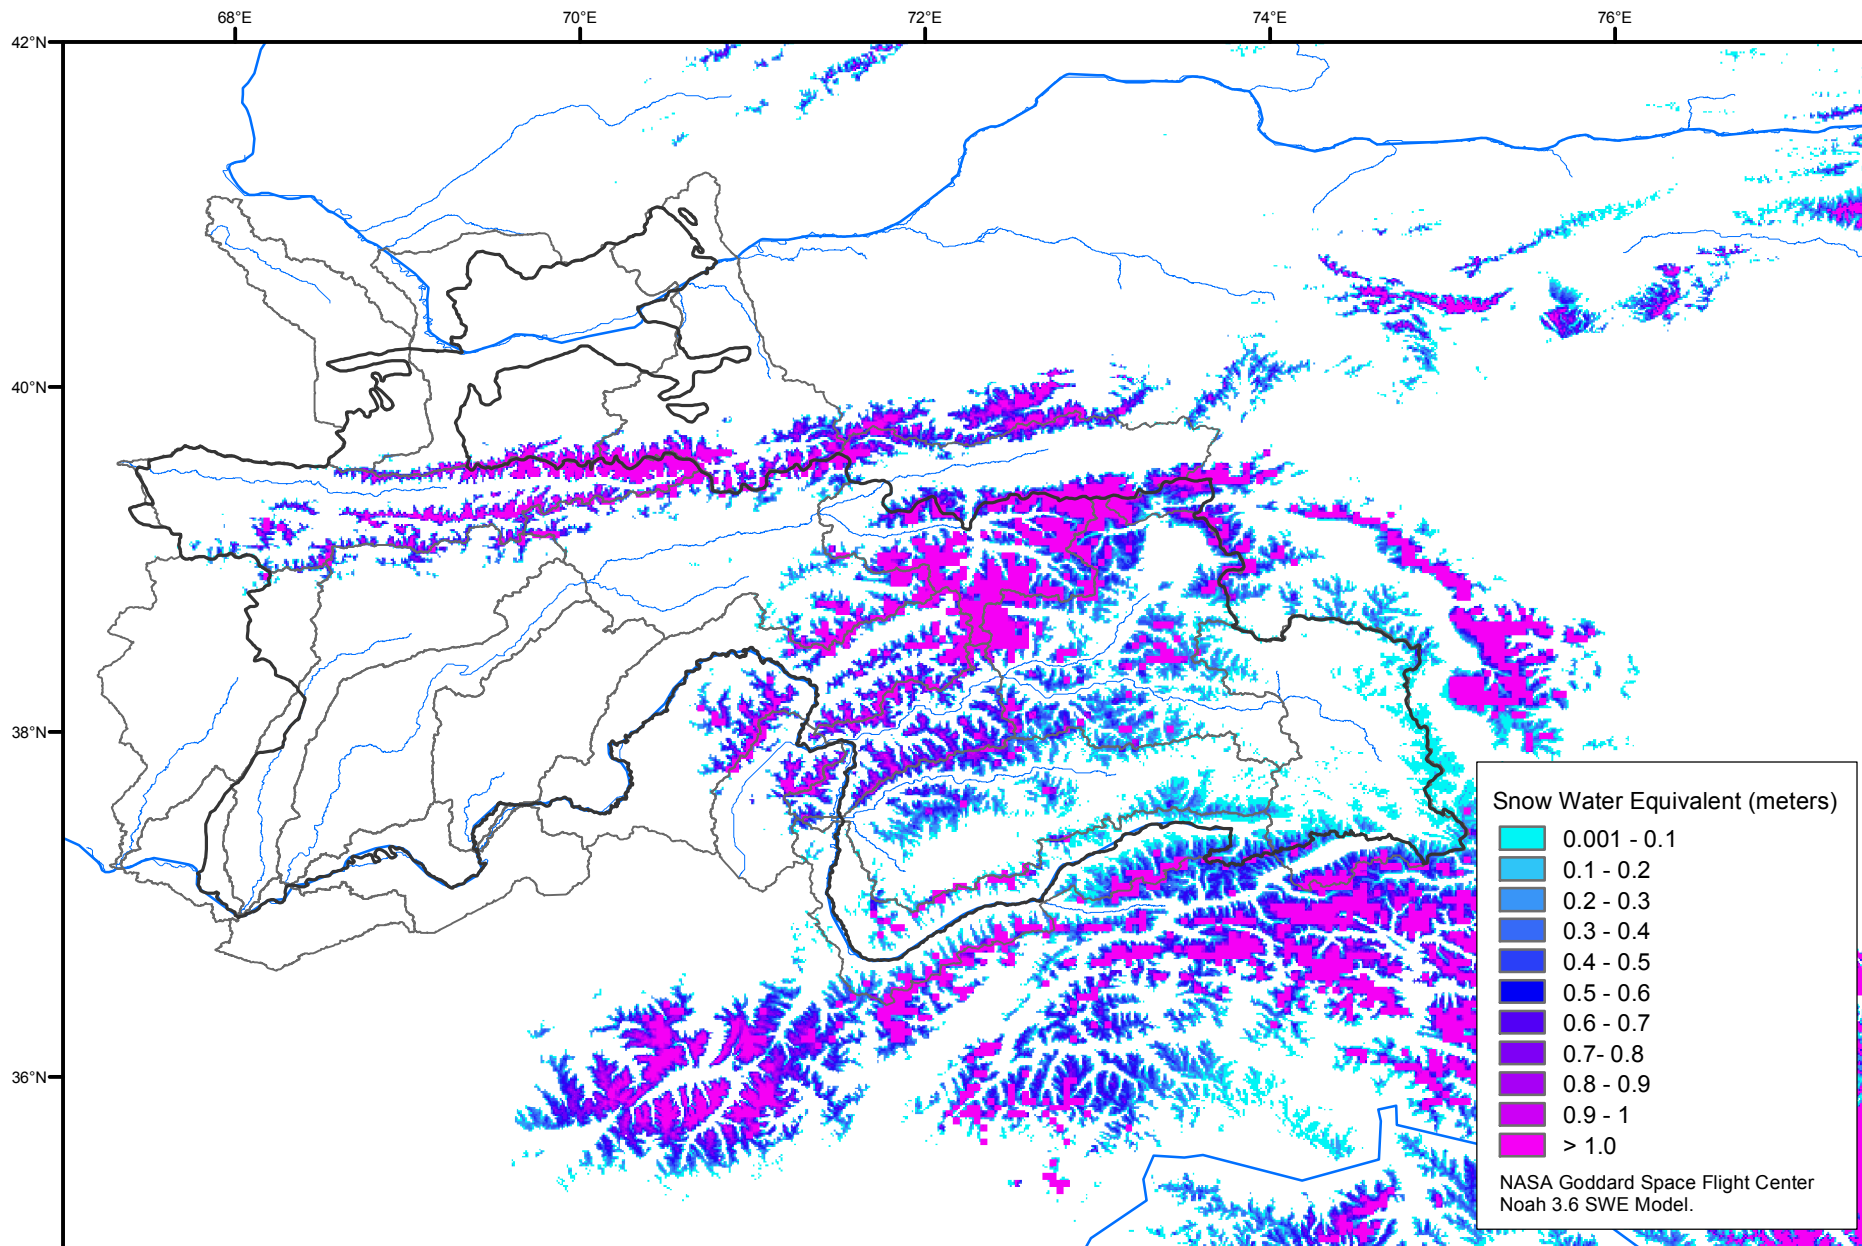 68°E
70°E
72°E
74°E
76°E
42°N
40°N
38°N
36°N
Snow Water Equivalent (meters)
0.001 - 0.1
0.1 - 0.2
0.2 - 0.3
0.3 - 0.4
0.4 - 0.5
0.5 - 0.6
0.6 - 0.7
0.7- 0.8
0.8 - 0.9
0.9 - 1
> 1.0
NASA Goddard Space Flight Center
Noah 3.6 SWE Model.